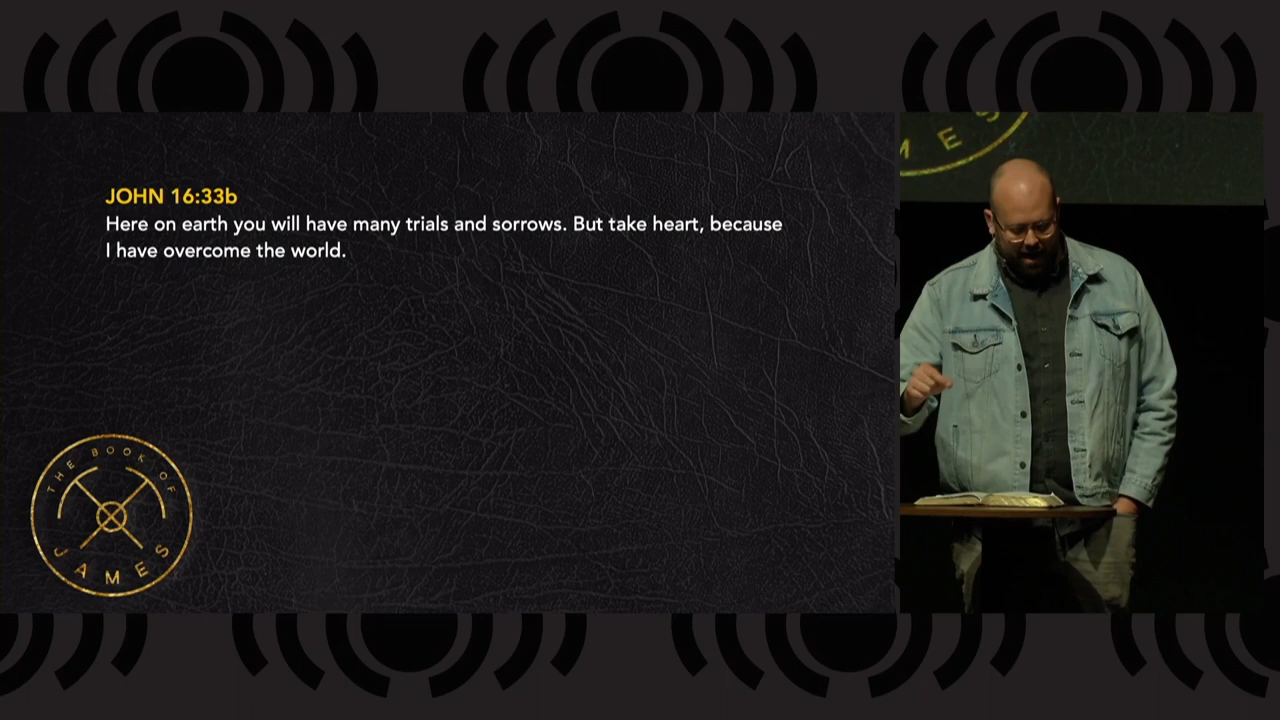 JOHN 16:33b
Here on earth you will have many trials and sorrows. But take heart, because
I have overcome the world.
THE BOOK OF
JAMES
MES